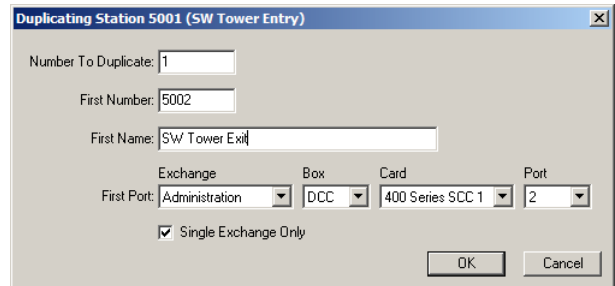 Duplicating Station 5001 (SW Tower Entry)
Number To Duplicate: 1
First Number: 5002
First Name: SW Tower Exit
Exchange Box Card Port
First Port: Administration DCC 400 Series SCC 1 2
Single Exchange Only
OK Cancel